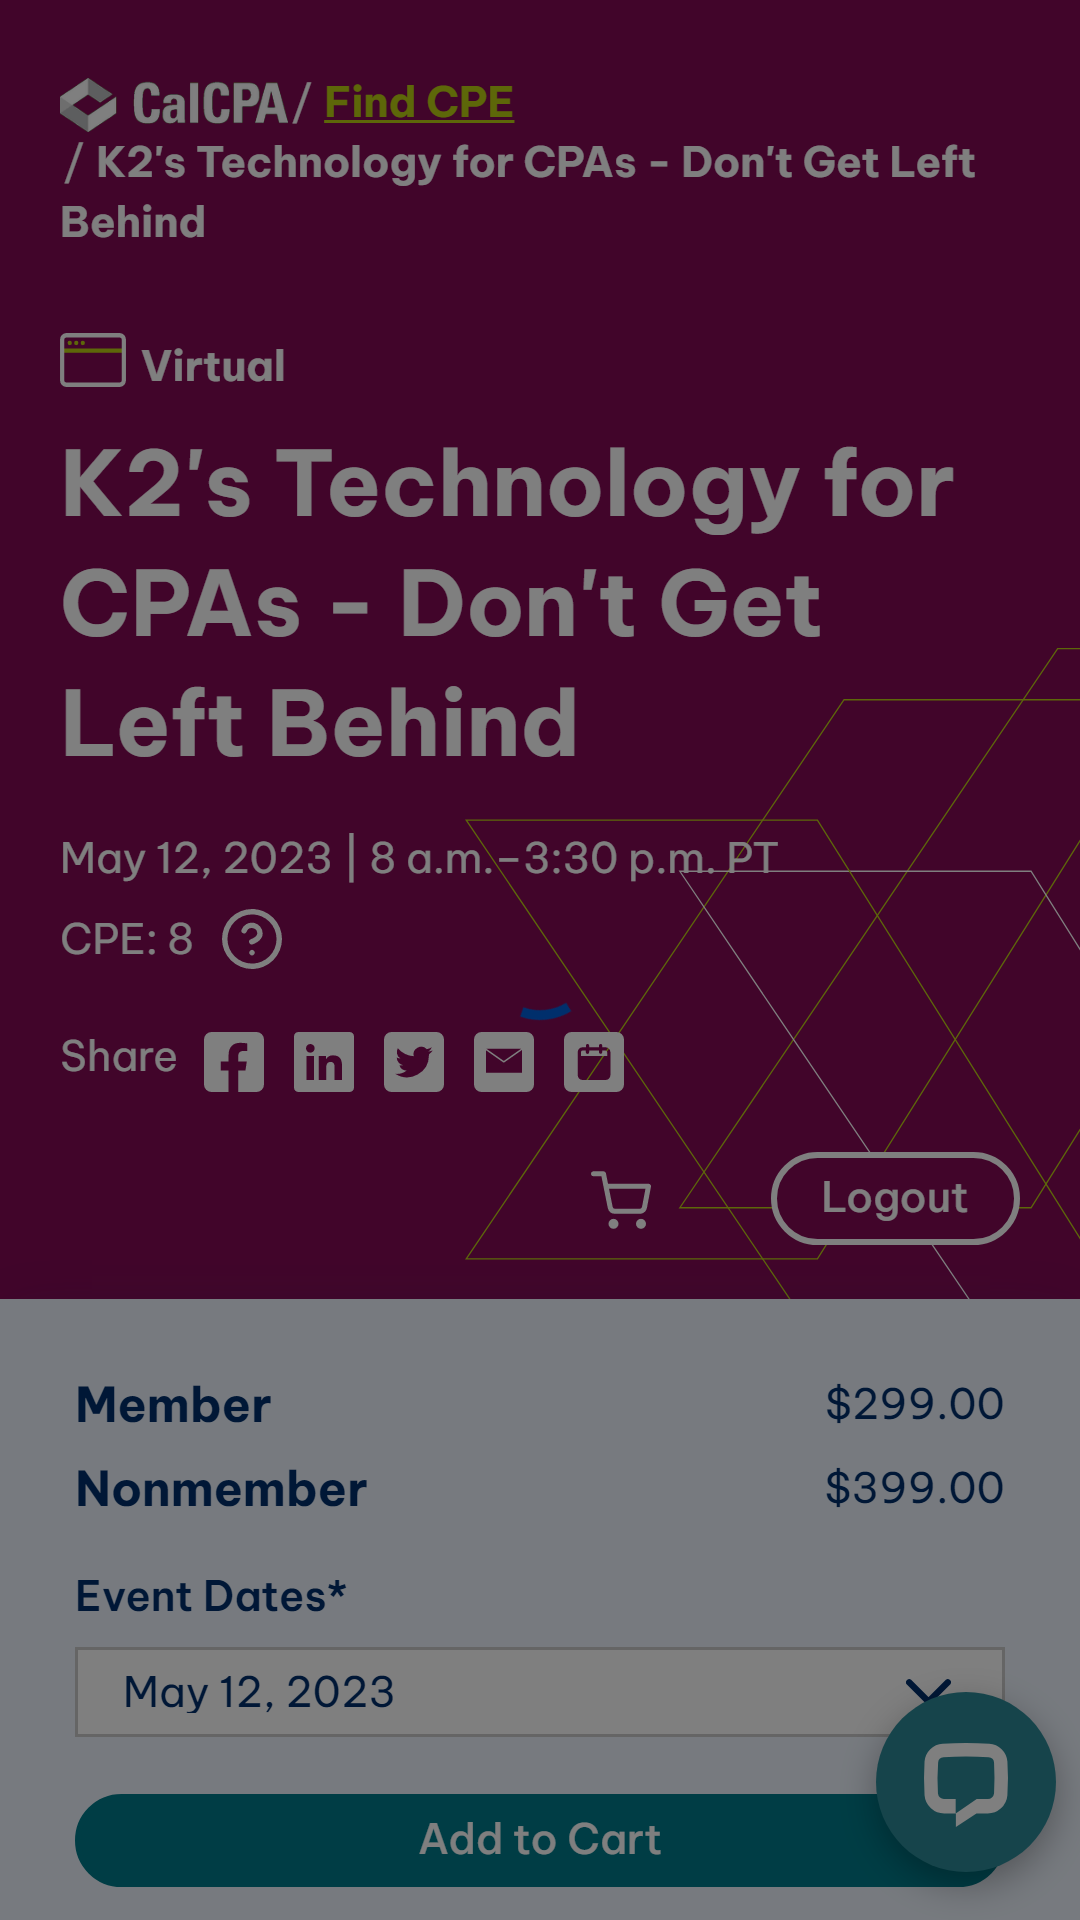 CalCPA / Find CPE
/ K2's Technology for CPAs - Don't Get Left
Behind
Virtual
K2's Technology for
CPAs - Don't Get
Left Behind
May 12, 2023 | 8 a.m.–3:30 p.m. PT
CPE: 8 ?
Share
Logout
Member $299.00
Nonmember $399.00
Event Dates*
May 12, 2023
Add to Cart